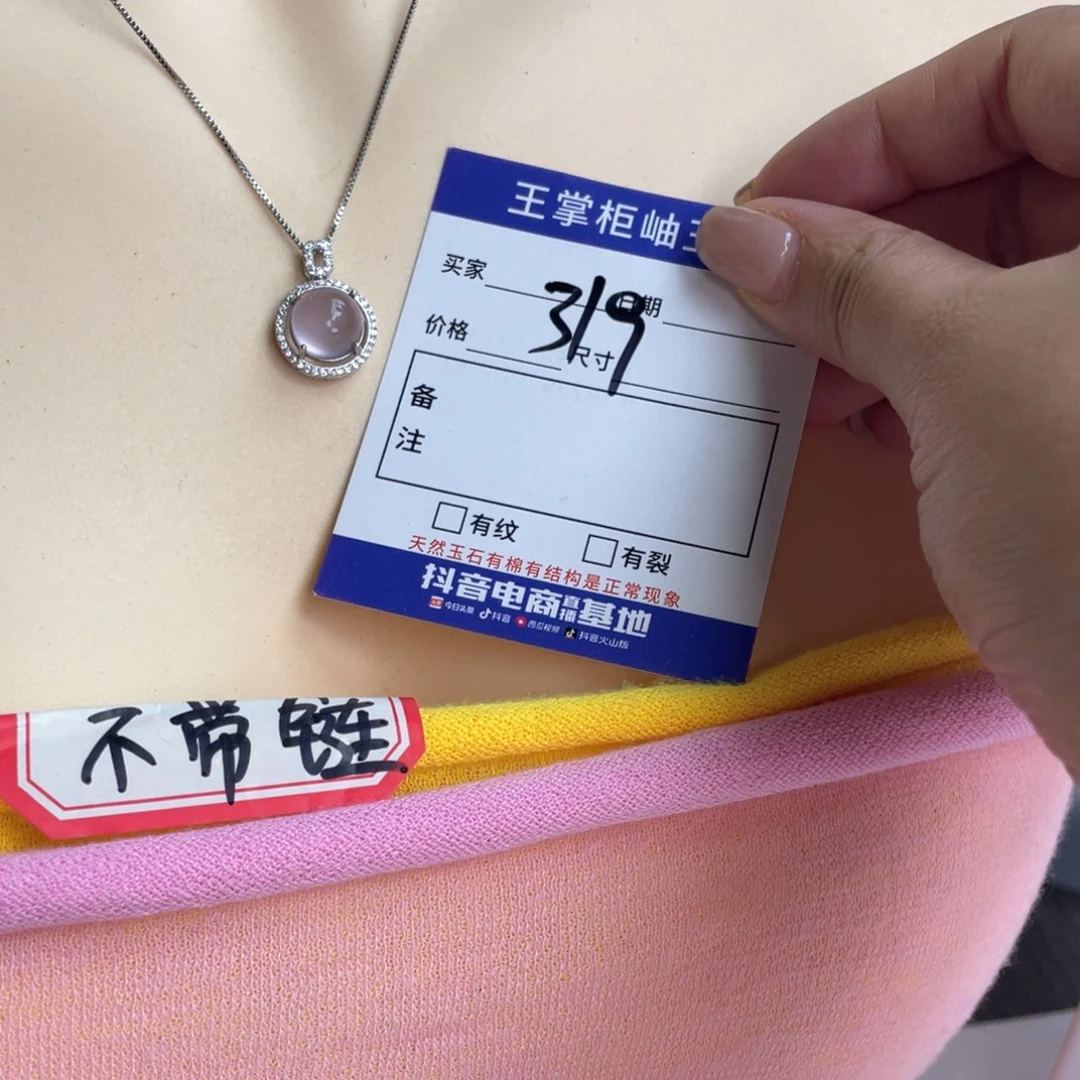 王掌柜岫
买家 日期
319
价格 尺寸
备
注
有纹 有裂
天然玉石有棉有结构是正常现象
抖音电商直播基地
今日头条 抖音 西瓜视频 抖音火山版
不带链